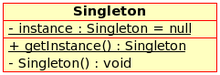 Singleton
- instance : Singleton = null
+ getInstance() : Singleton
- Singleton() : void